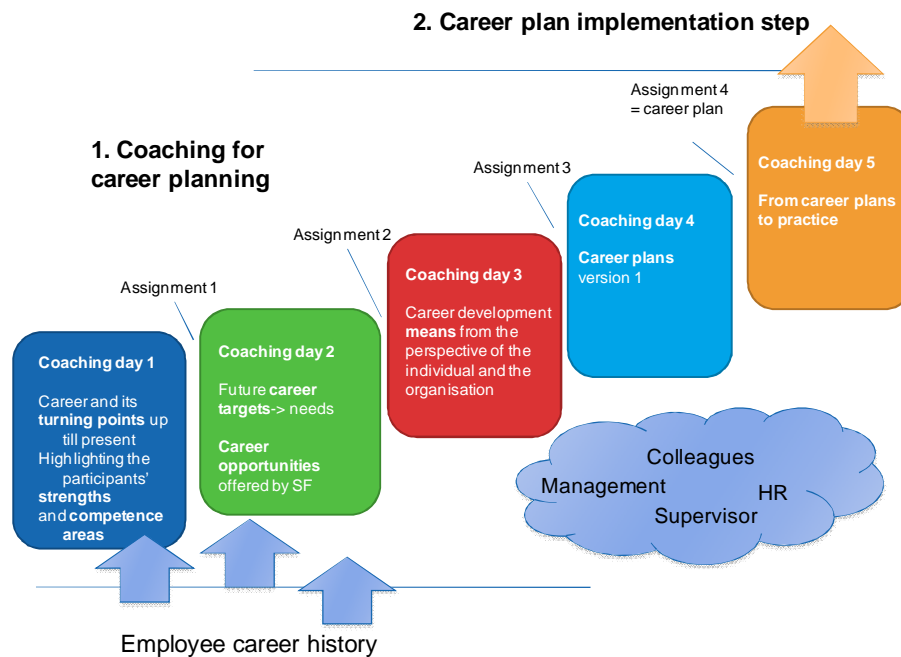 2. Career plan implementation step
1. Coaching for
career planning
Assignment 1
Assignment 2
Assignment 3
Assignment 4
= career plan
Coaching day 1
Career and its
turning points up
till present
Highlighting the
participants'
strengths
and competence
areas
Coaching day 2
Future career
targets-> needs
Career
opportunities
offered by SF
Coaching day 3
Career development
means from the
perspective of the
individual and the
organisation
Coaching day 4
Career plans
version 1
Coaching day 5
From career plans
to practice
Colleagues
Management
HR
Supervisor
Employee career history